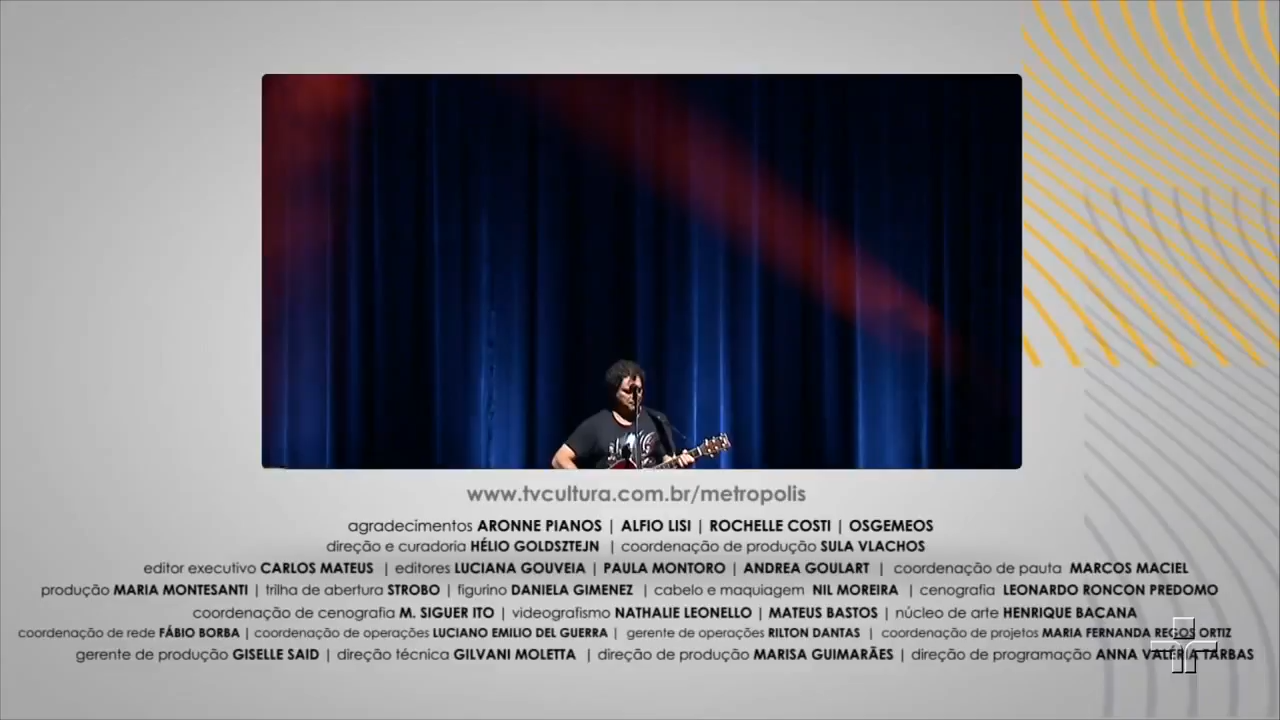 www.tvcultura.com.br/metropolis
agradecimentos ARONNE PIANOS | ALFIO LISI | ROCHELLE COSTI | OSGEMEOS
direção e curadoria HÉLIO GOLDSZTEJN | coordenação de produção SULA VLACHOS
editor executivo CARLOS MATEUS | editores LUCIANA GOUVEIA | PAULA MONTORO | ANDREA GOULART | coordenação de pauta MARCOS MACIEL
produção MARIA MONTESANTI | trilha de abertura STROBO | figurino DANIELA GIMENEZ | cabelo e maquiagem NIL MOREIRA | cenografia LEONARDO RONCON PREDOMO
coordenação de cenografia M. SIGUER ITO | videografismo NATHALIE LEONELLO | MATEUS BASTOS | núcleo de arte HENRIQUE BACANA
coordenação de rede FÁBIO BORBA | coordenação de operações LUCIANO EMILIO DEL GUERRA | gerente de operações RILTON DANTAS | coordenação de projetos MARIA FERNANDA REGOS ORTIZ
gerente de produção GISELLE SAID | direção técnica GILVANI MOLETTA | direção de produção MARISA GUIMARÃES | direção de programação ANNA VALÉRIA TARBAS